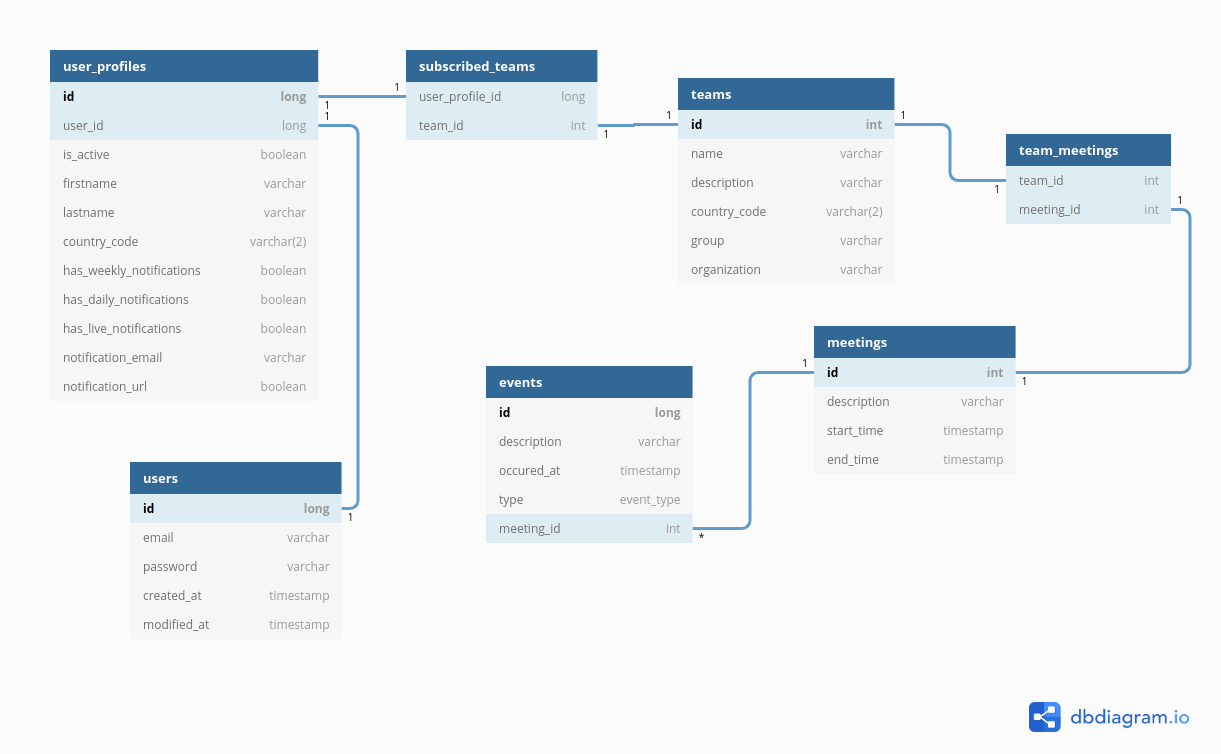 user_profiles
id long
user_id long
is_active boolean
firstname varchar
lastname varchar
country_code varchar(2)
has_weekly_notifications boolean
has_daily_notifications boolean
has_live_notifications boolean
notification_email varchar
notification_url boolean
1
1
1
subscribed_teams
user_profile_id long
team_id int
1
1
teams
id int
name varchar
description varchar
country_code varchar(2)
group varchar
organization varchar
1
1
team_meetings
team_id int
meeting_id int
1
meetings
id int
description varchar
start_time timestamp
end_time timestamp
1
1
events
id long
description varchar
occured_at timestamp
type event_type
meeting_id int
*
users
id long
email varchar
password varchar
created_at timestamp
modified_at timestamp
1
dbdiagram.io